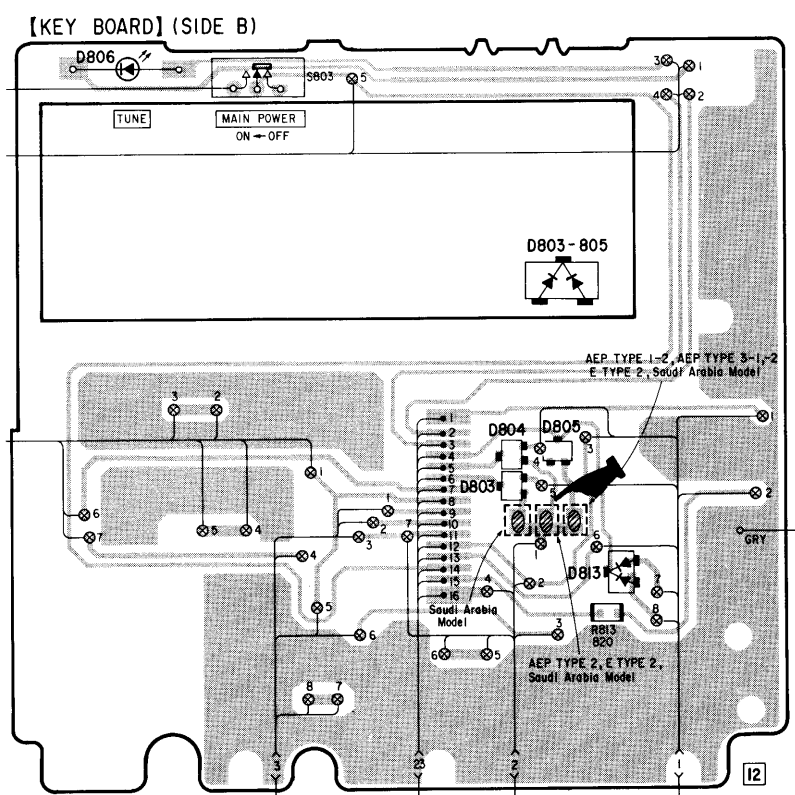 【KEY BOARD】(SIDE B)
D806
S803
5
3
1
4
2
TUNE
MAIN POWER
ON ← OFF
D803-805
AEP TYPE 1-2, AEP TYPE 3-1,-2
E TYPE 2, Saudi Arabia Model
3 2
1
1
2
3
4
5
6
7
8
9
10
11
12
13
14
15
16
D804
D805
4
3
D803
5
1
2
1
6
7
5
4
1
2
3
7
4
GRY
1
6
D813
7
8
2
4
5
6
Saudi Arabia
Model
R813
820
3
6 5
AEP TYPE 2, E TYPE 2,
Saudi Arabia Model
8 7
3
23
2
1
12